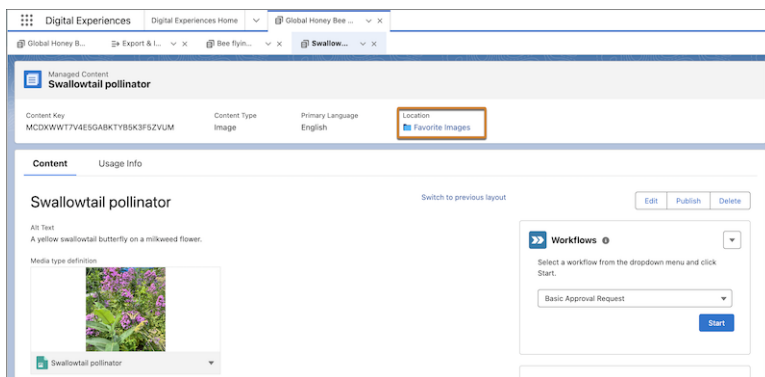 Digital Experiences
Digital Experiences Home
Global Honey Bee ...
Global Honey B...
Export & I...
Bee flyin...
Swallow...
Managed Content
Swallowtail pollinator
Content Key
MCDXWWT7V4E5GABKTYB5K3F5ZVUM
Content Type
Image
Primary Language
English
Location
Favorite Images
Content
Usage Info
Swallowtail pollinator
Switch to previous layout
Edit
Publish
Delete
Alt Text
A yellow swallowtail butterfly on a milkweed flower.
Media type definition
Swallowtail pollinator
Workflows
Select a workflow from the dropdown menu and click
Start.
Basic Approval Request
Start